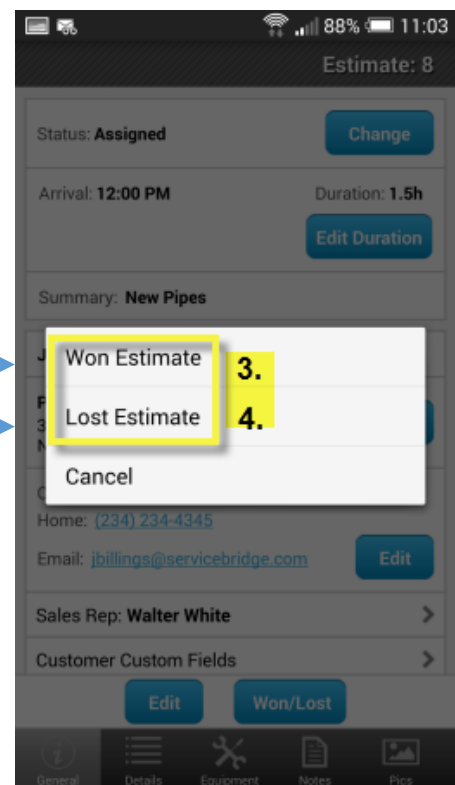 88% 11:03
Estimate: 8
Status: Assigned
Change
Arrival: 12:00 PM
Duration: 1.5h
Edit Duration
Summary: New Pipes
J
Won Estimate
3.
P
3
Lost Estimate
4.
N
Cancel
Home: (234) 234-4345
Email: jbillings@servicebridge.com
Edit
Sales Rep: Walter White
Customer Custom Fields
Edit
Won/Lost
General
Details
Equipment
Notes
Pics